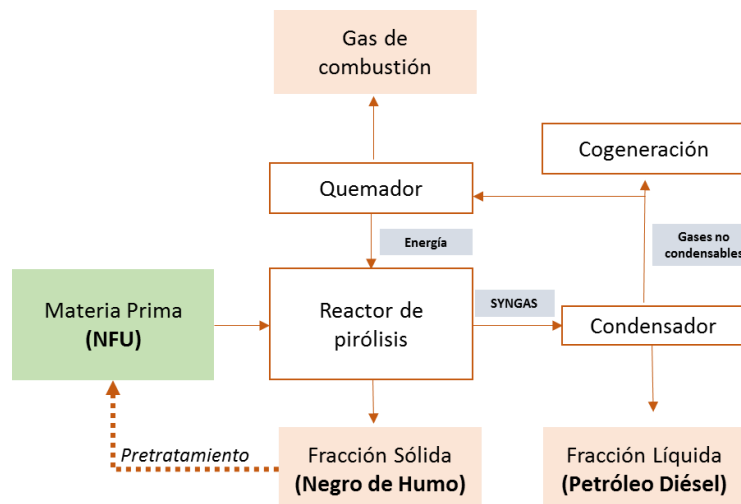 Gas de
combustión
Cogeneración
Quemador
Energía
Gases no
condensables
Materia Prima
(NFU)
Reactor de
pirólisis
SYNGAS
Condensador
Pretratamiento
Fracción Sólida
(Negro de Humo)
Fracción Líquida
(Petróleo Diésel)